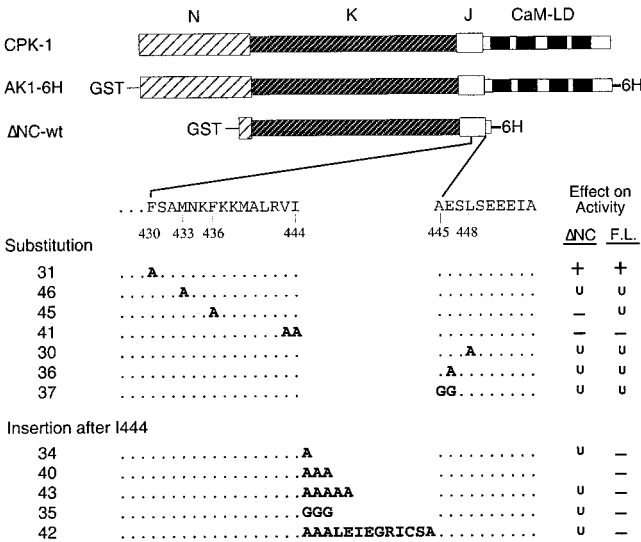 N K J CaM-LD
CPK-1
AK1-6H GST 6H
ΔNC-wt GST 6H
...FSAMNKFKKMALRVI AESLSEEEIA Effect on
Activity
430 433 436 444 445 448
Substitution ΔNC F.L.
31 ...A.............. .......... + +
46 ......A........... .......... U U
45 .........A........ .......... – U
41 ................AA .......... – –
30 .................. ...A...... U U
36 .................. .A........ U U
37 .................. GG........ U U
Insertion after I444
34 ..................A .......... U –
40 ..................AAA .......... –
43 ..................AAAAA .......... U –
35 ..................GGG .......... U –
42 ..................AAALEIEGRICSA.......... U –